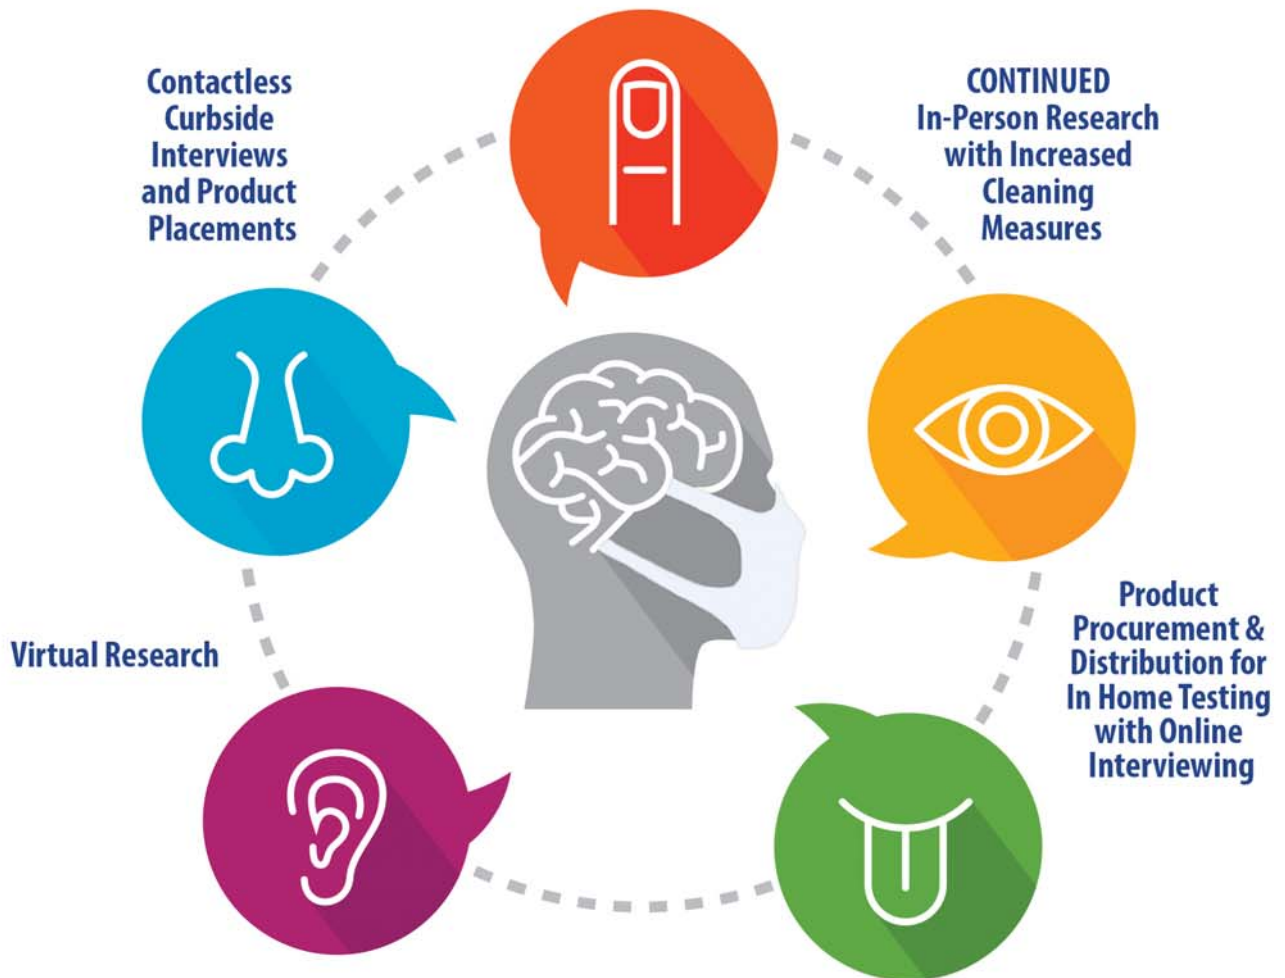 Contactless
Curbside
Interviews
and Product
Placements
CONTINUED
In-Person Research
with Increased
Cleaning
Measures
Product
Procurement &
Distribution for
In Home Testing
with Online
Interviewing
Virtual Research